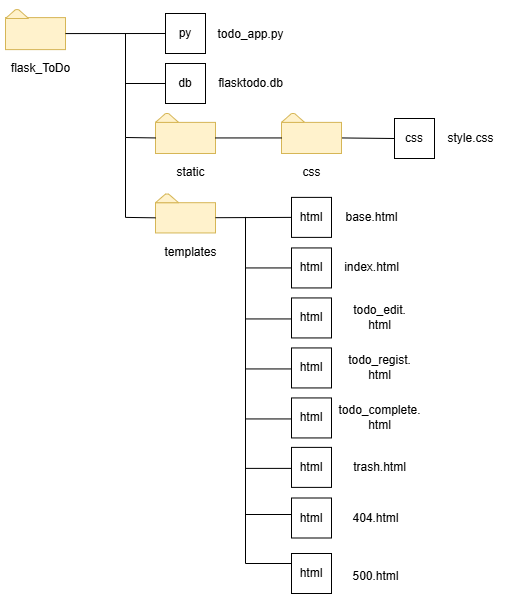 flask_ToDo
py
todo_app.py
db
flasktodo.db
static
css
css
style.css
templates
html
base.html
html
index.html
html
todo_edit.
html
html
todo_regist.
html
html
todo_complete.
html
html
trash.html
html
404.html
html
500.html